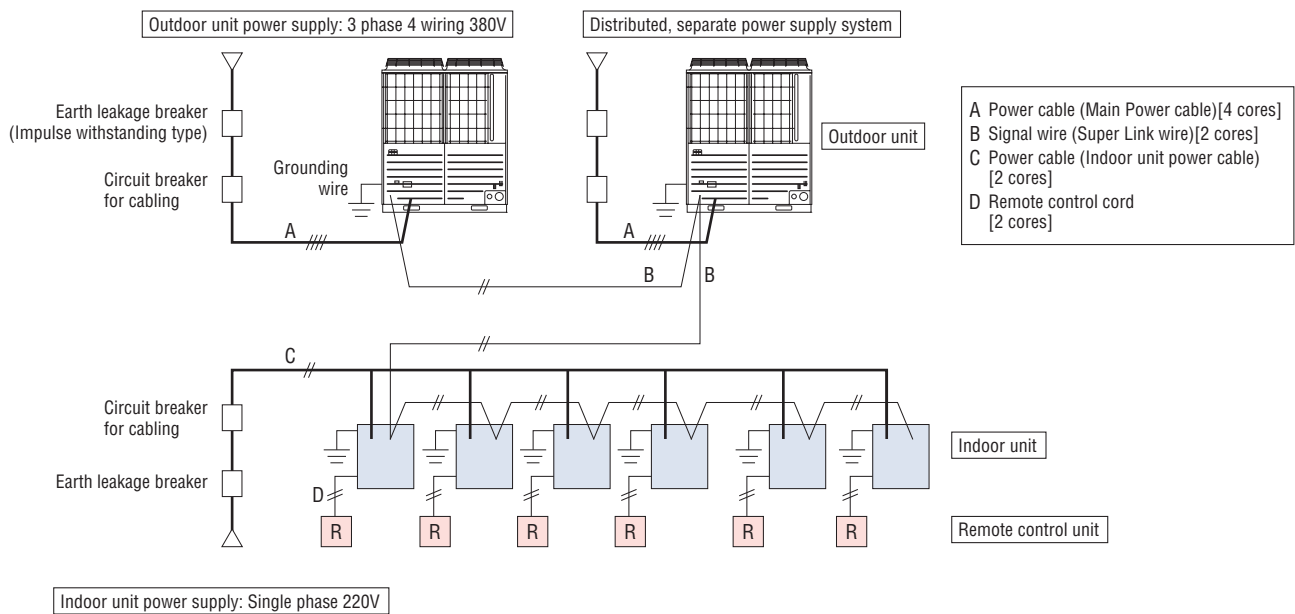 Outdoor unit power supply: 3 phase 4 wiring 380V
Distributed, separate power supply system
Earth leakage breaker
(Impulse withstanding type)
Circuit breaker
for cabling
Grounding
wire
Outdoor unit
A Power cable (Main Power cable)[4 cores]
B Signal wire (Super Link wire)[2 cores]
C Power cable (Indoor unit power cable)
[2 cores]
D Remote control cord
[2 cores]
A
A
B
B
C
Circuit breaker
for cabling
Earth leakage breaker
Indoor unit
D
R
R
R
R
R
R
Remote control unit
Indoor unit power supply: Single phase 220V